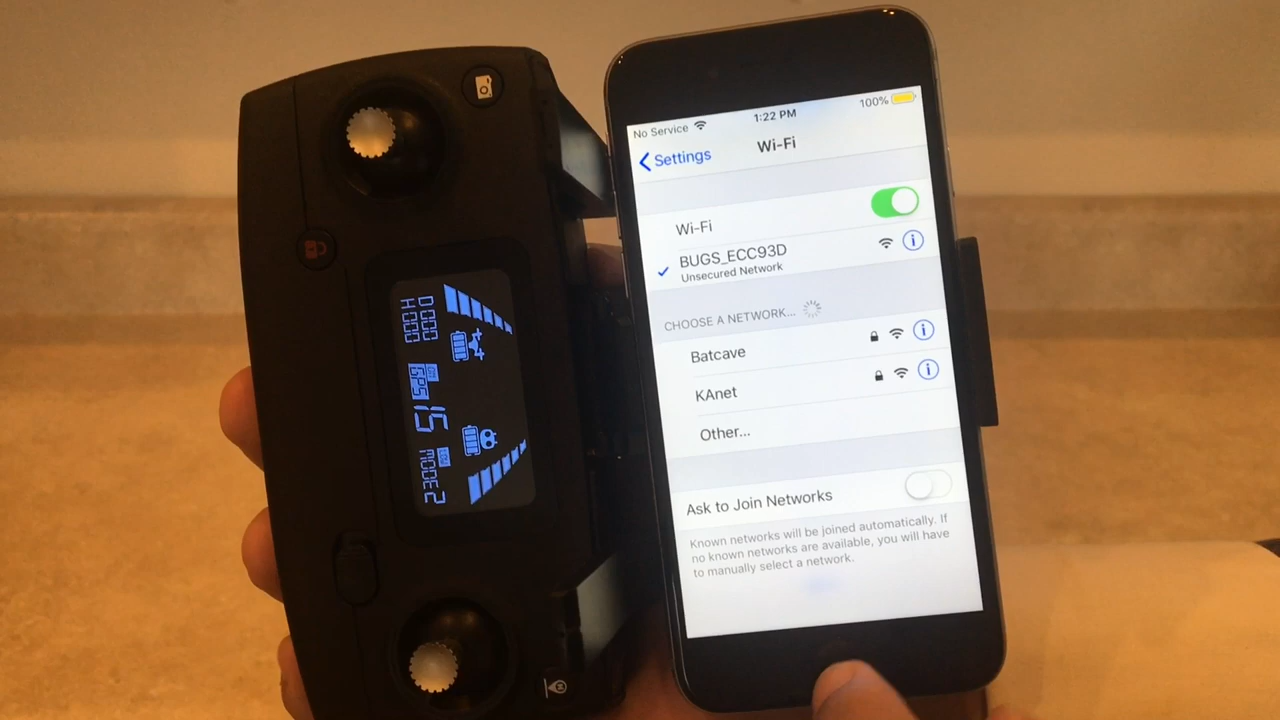 D 000
H 000
GPS 15
MODE2
No Service
1:22 PM
100%
Settings
Wi-Fi
Wi-Fi
BUGS_ECC93D
Unsecured Network
CHOOSE A NETWORK...
Batcave
KAnet
Other...
Ask to Join Networks
Known networks will be joined automatically. If
no known networks are available, you will have
to manually select a network.